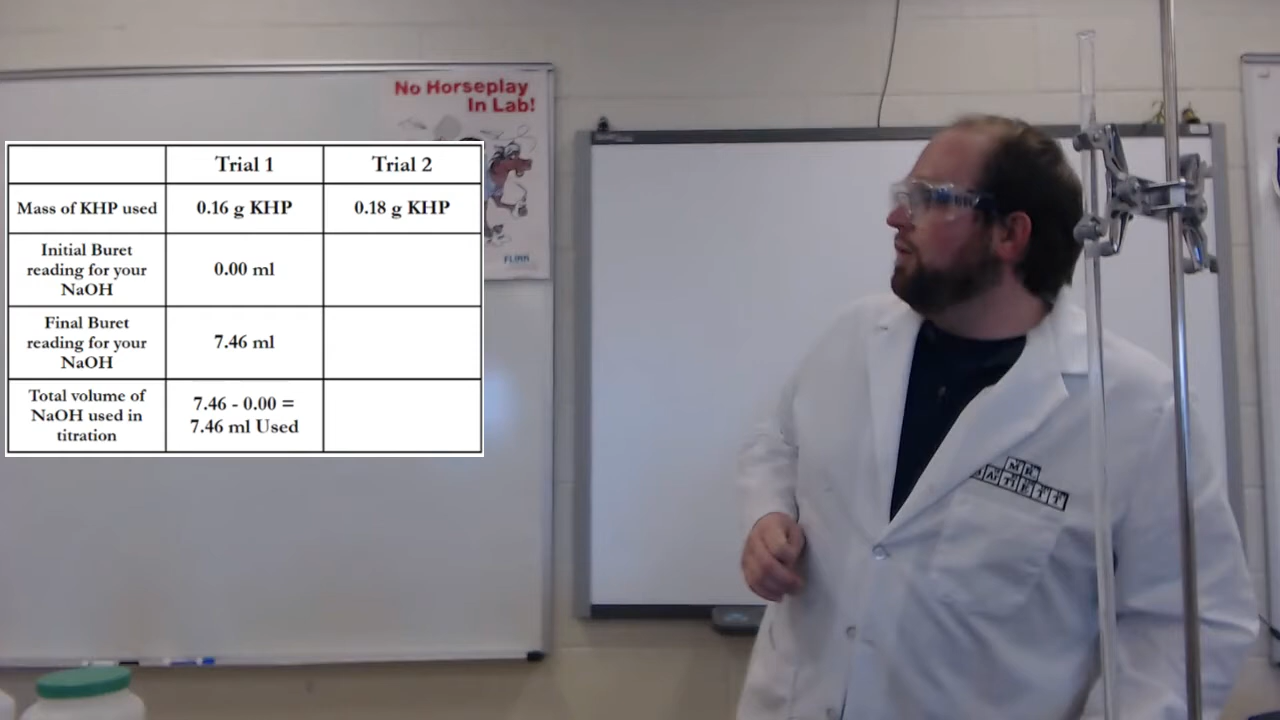 No Horseplay
In Lab!
Trial 1
Trial 2
Mass of KHP used
0.16 g KHP
0.18 g KHP
Initial Buret
reading for your
NaOH
0.00 ml
Final Buret
reading for your
NaOH
7.46 ml
Total volume of
NaOH used in
titration
7.46 - 0.00 =
7.46 ml Used
FLINN
MR